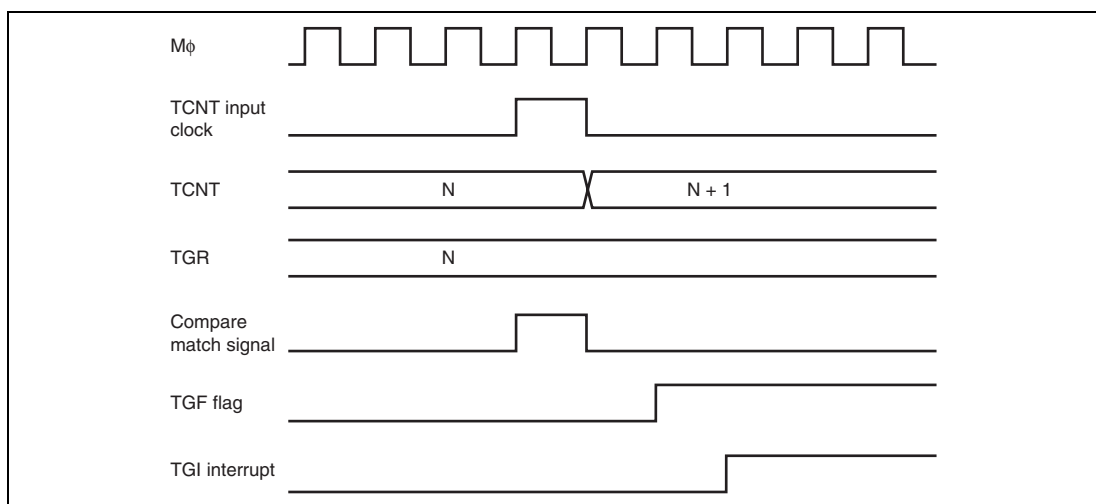 Mφ
TCNT input
clock
TCNT
N
N + 1
TGR
N
Compare
match signal
TGF flag
TGI interrupt